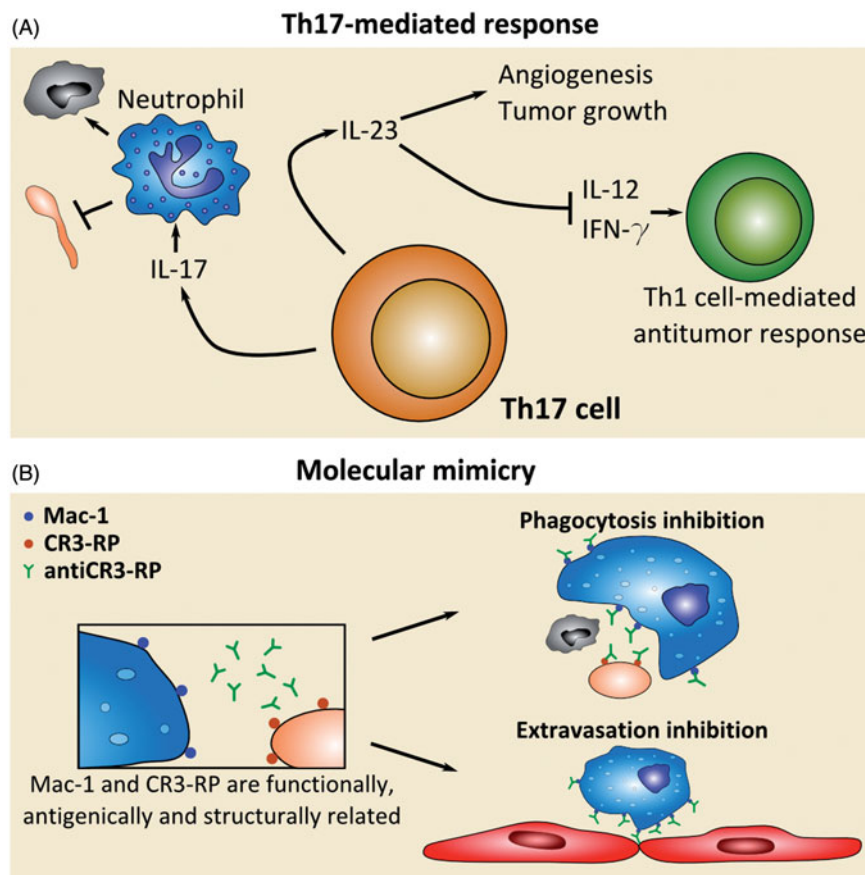 (A)
Th17-mediated response
Neutrophil
IL-17
IL-23
Angiogenesis
Tumor growth
IL-12
IFN-γ
Th1 cell-mediated
antitumor response
Th17 cell
(B)
Molecular mimicry
Mac-1
CR3-RP
antiCR3-RP
Mac-1 and CR3-RP are functionally,
antigenically and structurally related
Phagocytosis inhibition
Extravasation inhibition